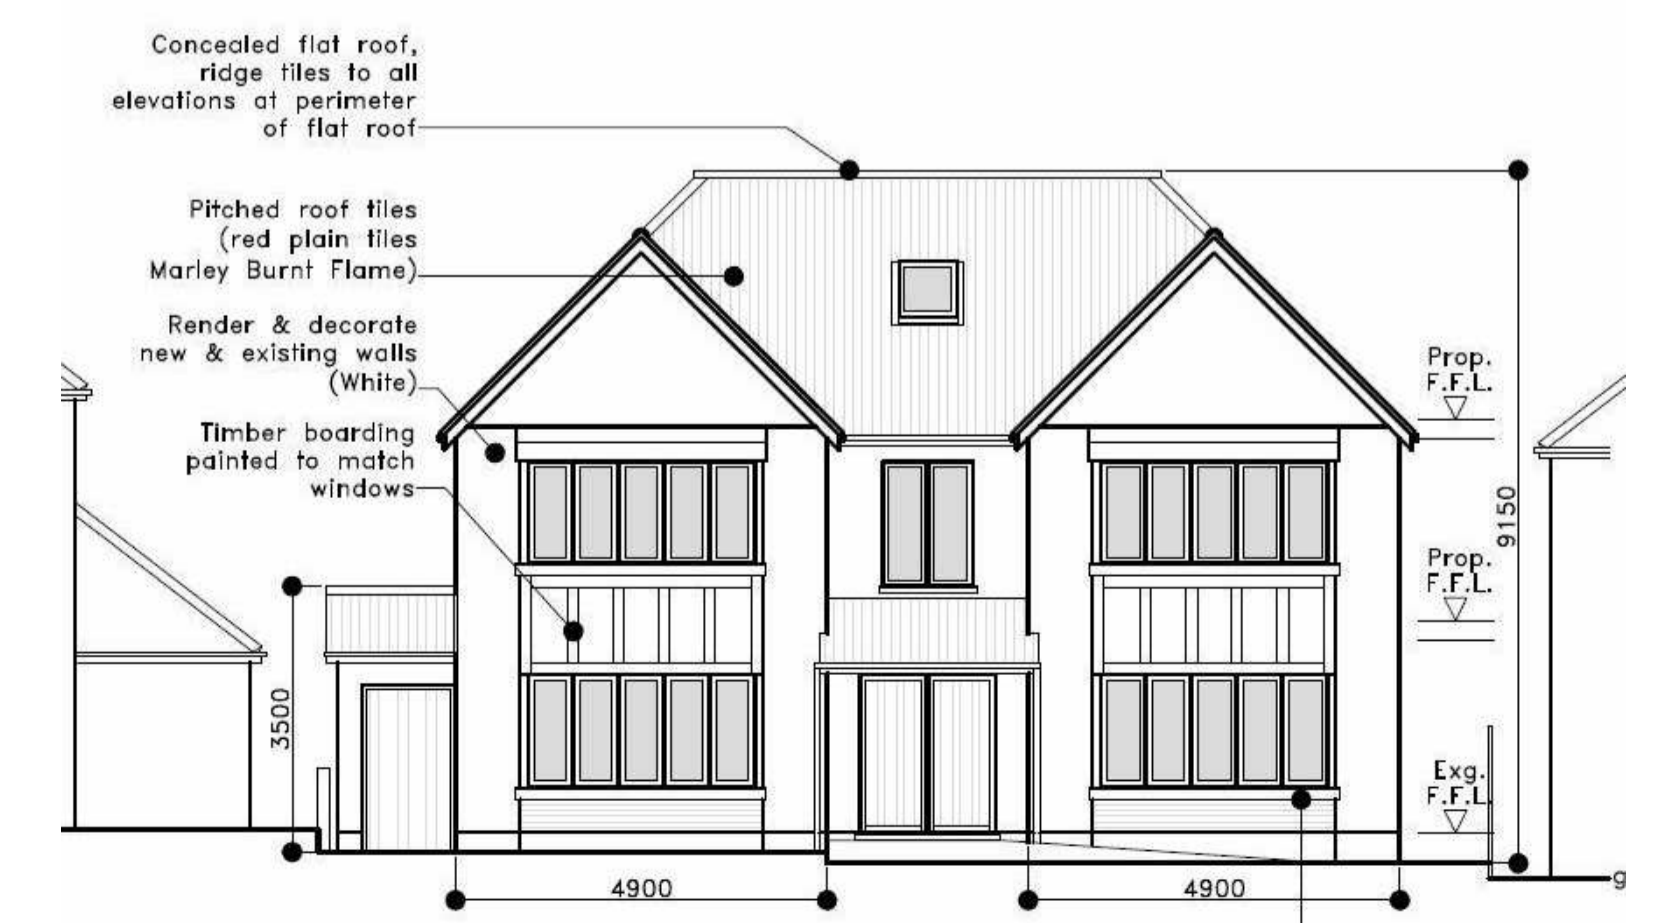 Concealed flat roof,
ridge tiles to all
elevations at perimeter
of flat roof
Pitched roof tiles
(red plain tiles
Marley Burnt Flame)
Render & decorate
new & existing walls
(White)
Timber boarding
painted to match
windows
Prop.
F.F.L.
9150
Prop.
F.F.L.
3500
Exg.
F.F.L.
4900
4900
g